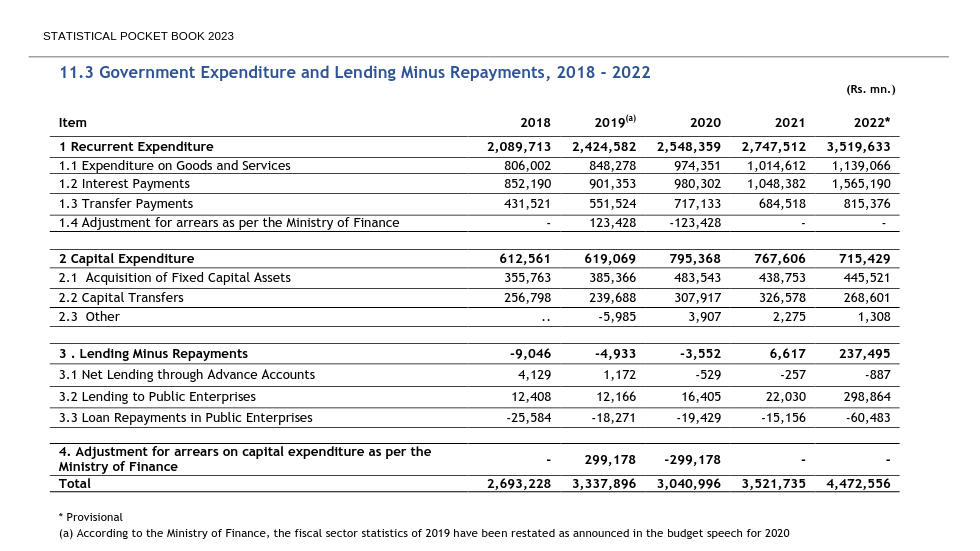 STATISTICAL POCKET BOOK 2023
11.3 Government Expenditure and Lending Minus Repayments, 2018 - 2022
(Rs. mn.)
Item 2018 2019(a) 2020 2021 2022*
1 Recurrent Expenditure 2,089,713 2,424,582 2,548,359 2,747,512 3,519,633
1.1 Expenditure on Goods and Services 806,002 848,278 974,351 1,014,612 1,139,066
1.2 Interest Payments 852,190 901,353 980,302 1,048,382 1,565,190
1.3 Transfer Payments 431,521 551,524 717,133 684,518 815,376
1.4 Adjustment for arrears as per the Ministry of Finance - 123,428 -123,428 - -
2 Capital Expenditure 612,561 619,069 795,368 767,606 715,429
2.1 Acquisition of Fixed Capital Assets 355,763 385,366 483,543 438,753 445,521
2.2 Capital Transfers 256,798 239,688 307,917 326,578 268,601
2.3 Other .. -5,985 3,907 2,275 1,308
3 . Lending Minus Repayments -9,046 -4,933 -3,552 6,617 237,495
3.1 Net Lending through Advance Accounts 4,129 1,172 -529 -257 -887
3.2 Lending to Public Enterprises 12,408 12,166 16,405 22,030 298,864
3.3 Loan Repayments in Public Enterprises -25,584 -18,271 -19,429 -15,156 -60,483
4. Adjustment for arrears on capital expenditure as per the
Ministry of Finance - 299,178 -299,178 - -
Total 2,693,228 3,337,896 3,040,996 3,521,735 4,472,556
* Provisional
(a) According to the Ministry of Finance, the fiscal sector statistics of 2019 have been restated as announced in the budget speech for 2020